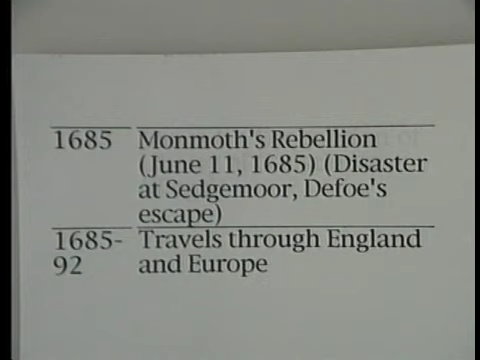 1685 Monmoth's Rebellion
(June 11, 1685) (Disaster
at Sedgemoor, Defoe's
escape)
1685- Travels through England
92 and Europe